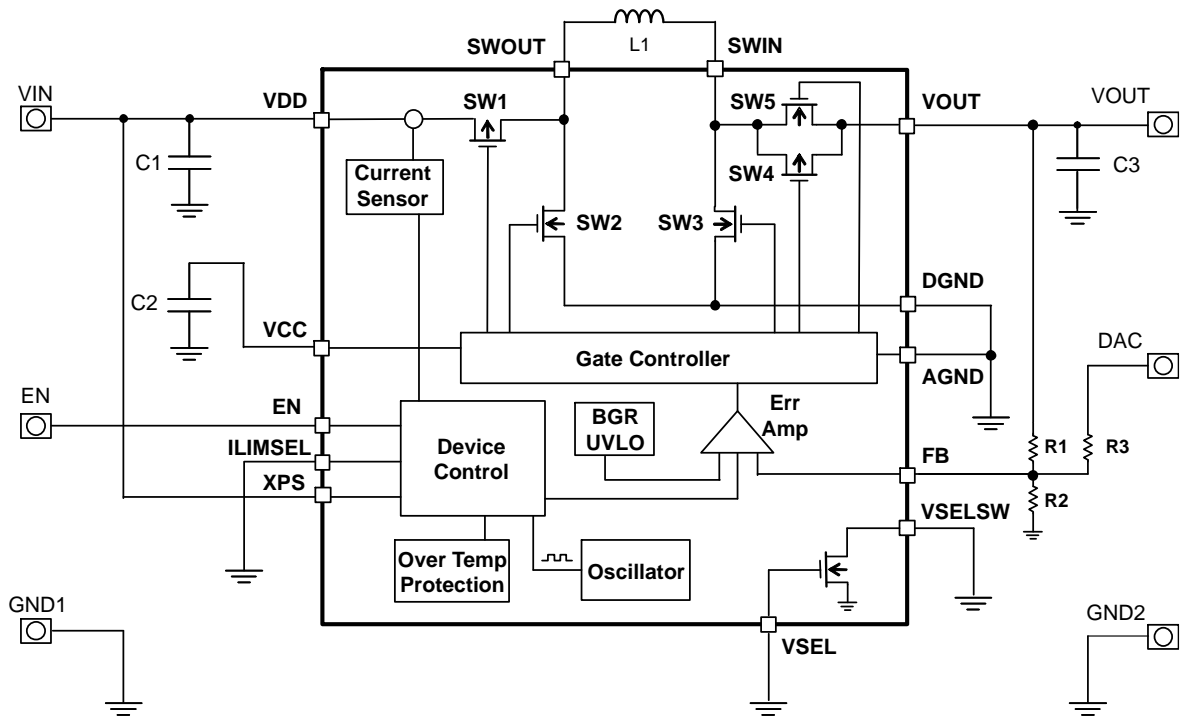 SWOUT
L1
SWIN
VIN
VDD
SW1
SW5
VOUT
VOUT
C1
Current
Sensor
SW4
C3
SW2
SW3
C2
DGND
VCC
Gate Controller
DAC
AGND
EN
EN
BGR
UVLO
Err
Amp
ILIMSEL
Device
Control
FB
R1
R3
XPS
R2
VSELSW
Over Temp
Protection
Oscillator
GND1
GND2
VSEL